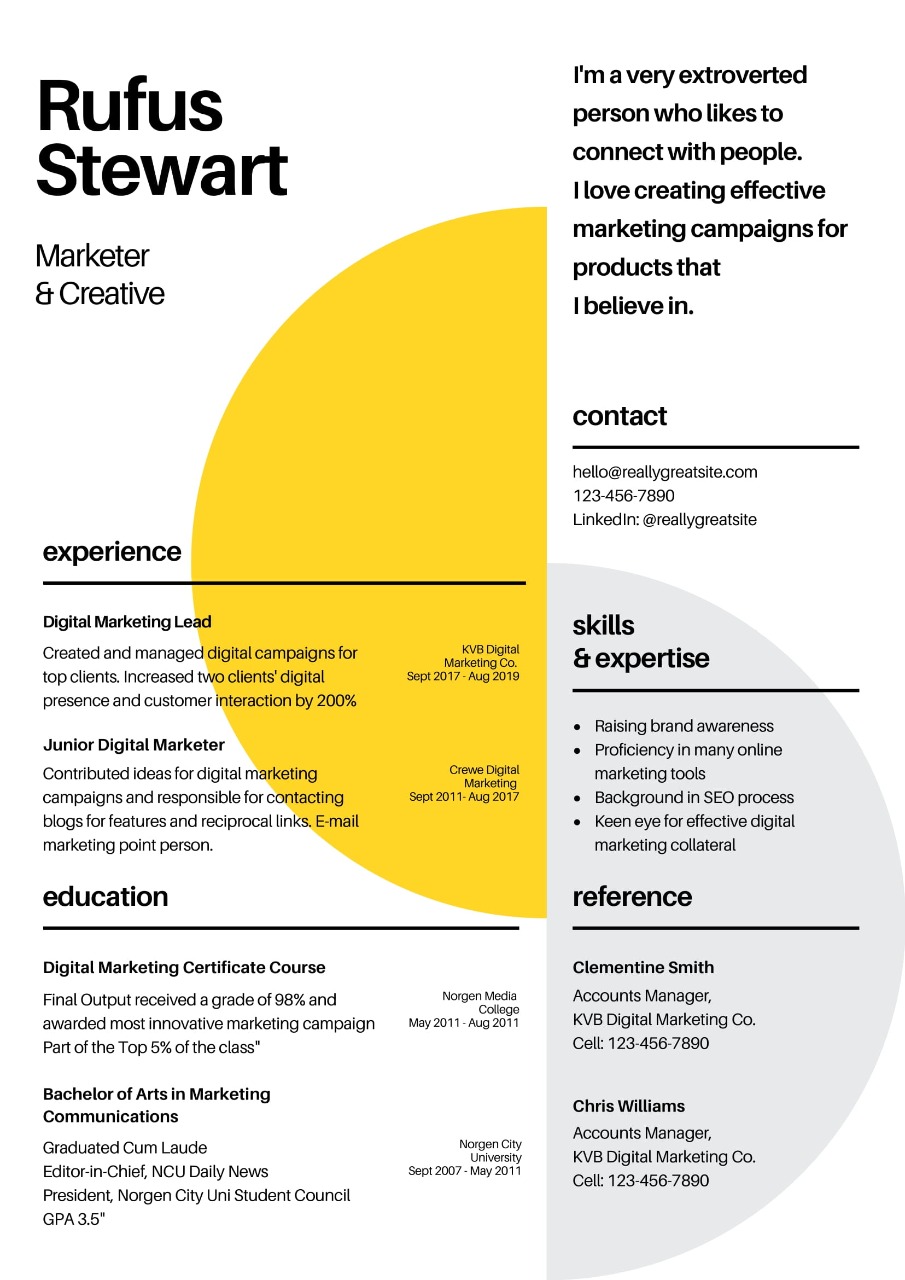 Rufus
Stewart
Marketer
& Creative
I'm a very extroverted
person who likes to
connect with people.
I love creating effective
marketing campaigns for
products that
I believe in.
contact
hello@reallygreatsite.com
123-456-7890
LinkedIn: @reallygreatsite
experience
Digital Marketing Lead
Created and managed digital campaigns for
top clients. Increased two clients' digital
presence and customer interaction by 200%
KVB Digital
Marketing Co.
Sept 2017 - Aug 2019
Junior Digital Marketer
Contributed ideas for digital marketing
campaigns and responsible for contacting
blogs for features and reciprocal links. E-mail
marketing point person.
Crewe Digital
Marketing
Sept 2011- Aug 2017
skills
& expertise
• Raising brand awareness
• Proficiency in many online
marketing tools
• Background in SEO process
• Keen eye for effective digital
marketing collateral
education
Digital Marketing Certificate Course
Final Output received a grade of 98% and
awarded most innovative marketing campaign
Part of the Top 5% of the class"
Norgen Media
College
May 2011 - Aug 2011
Bachelor of Arts in Marketing
Communications
Graduated Cum Laude
Editor-in-Chief, NCU Daily News
President, Norgen City Uni Student Council
GPA 3.5"
Norgen City
University
Sept 2007 - May 2011
reference
Clementine Smith
Accounts Manager,
KVB Digital Marketing Co.
Cell: 123-456-7890
Chris Williams
Accounts Manager,
KVB Digital Marketing Co.
Cell: 123-456-7890